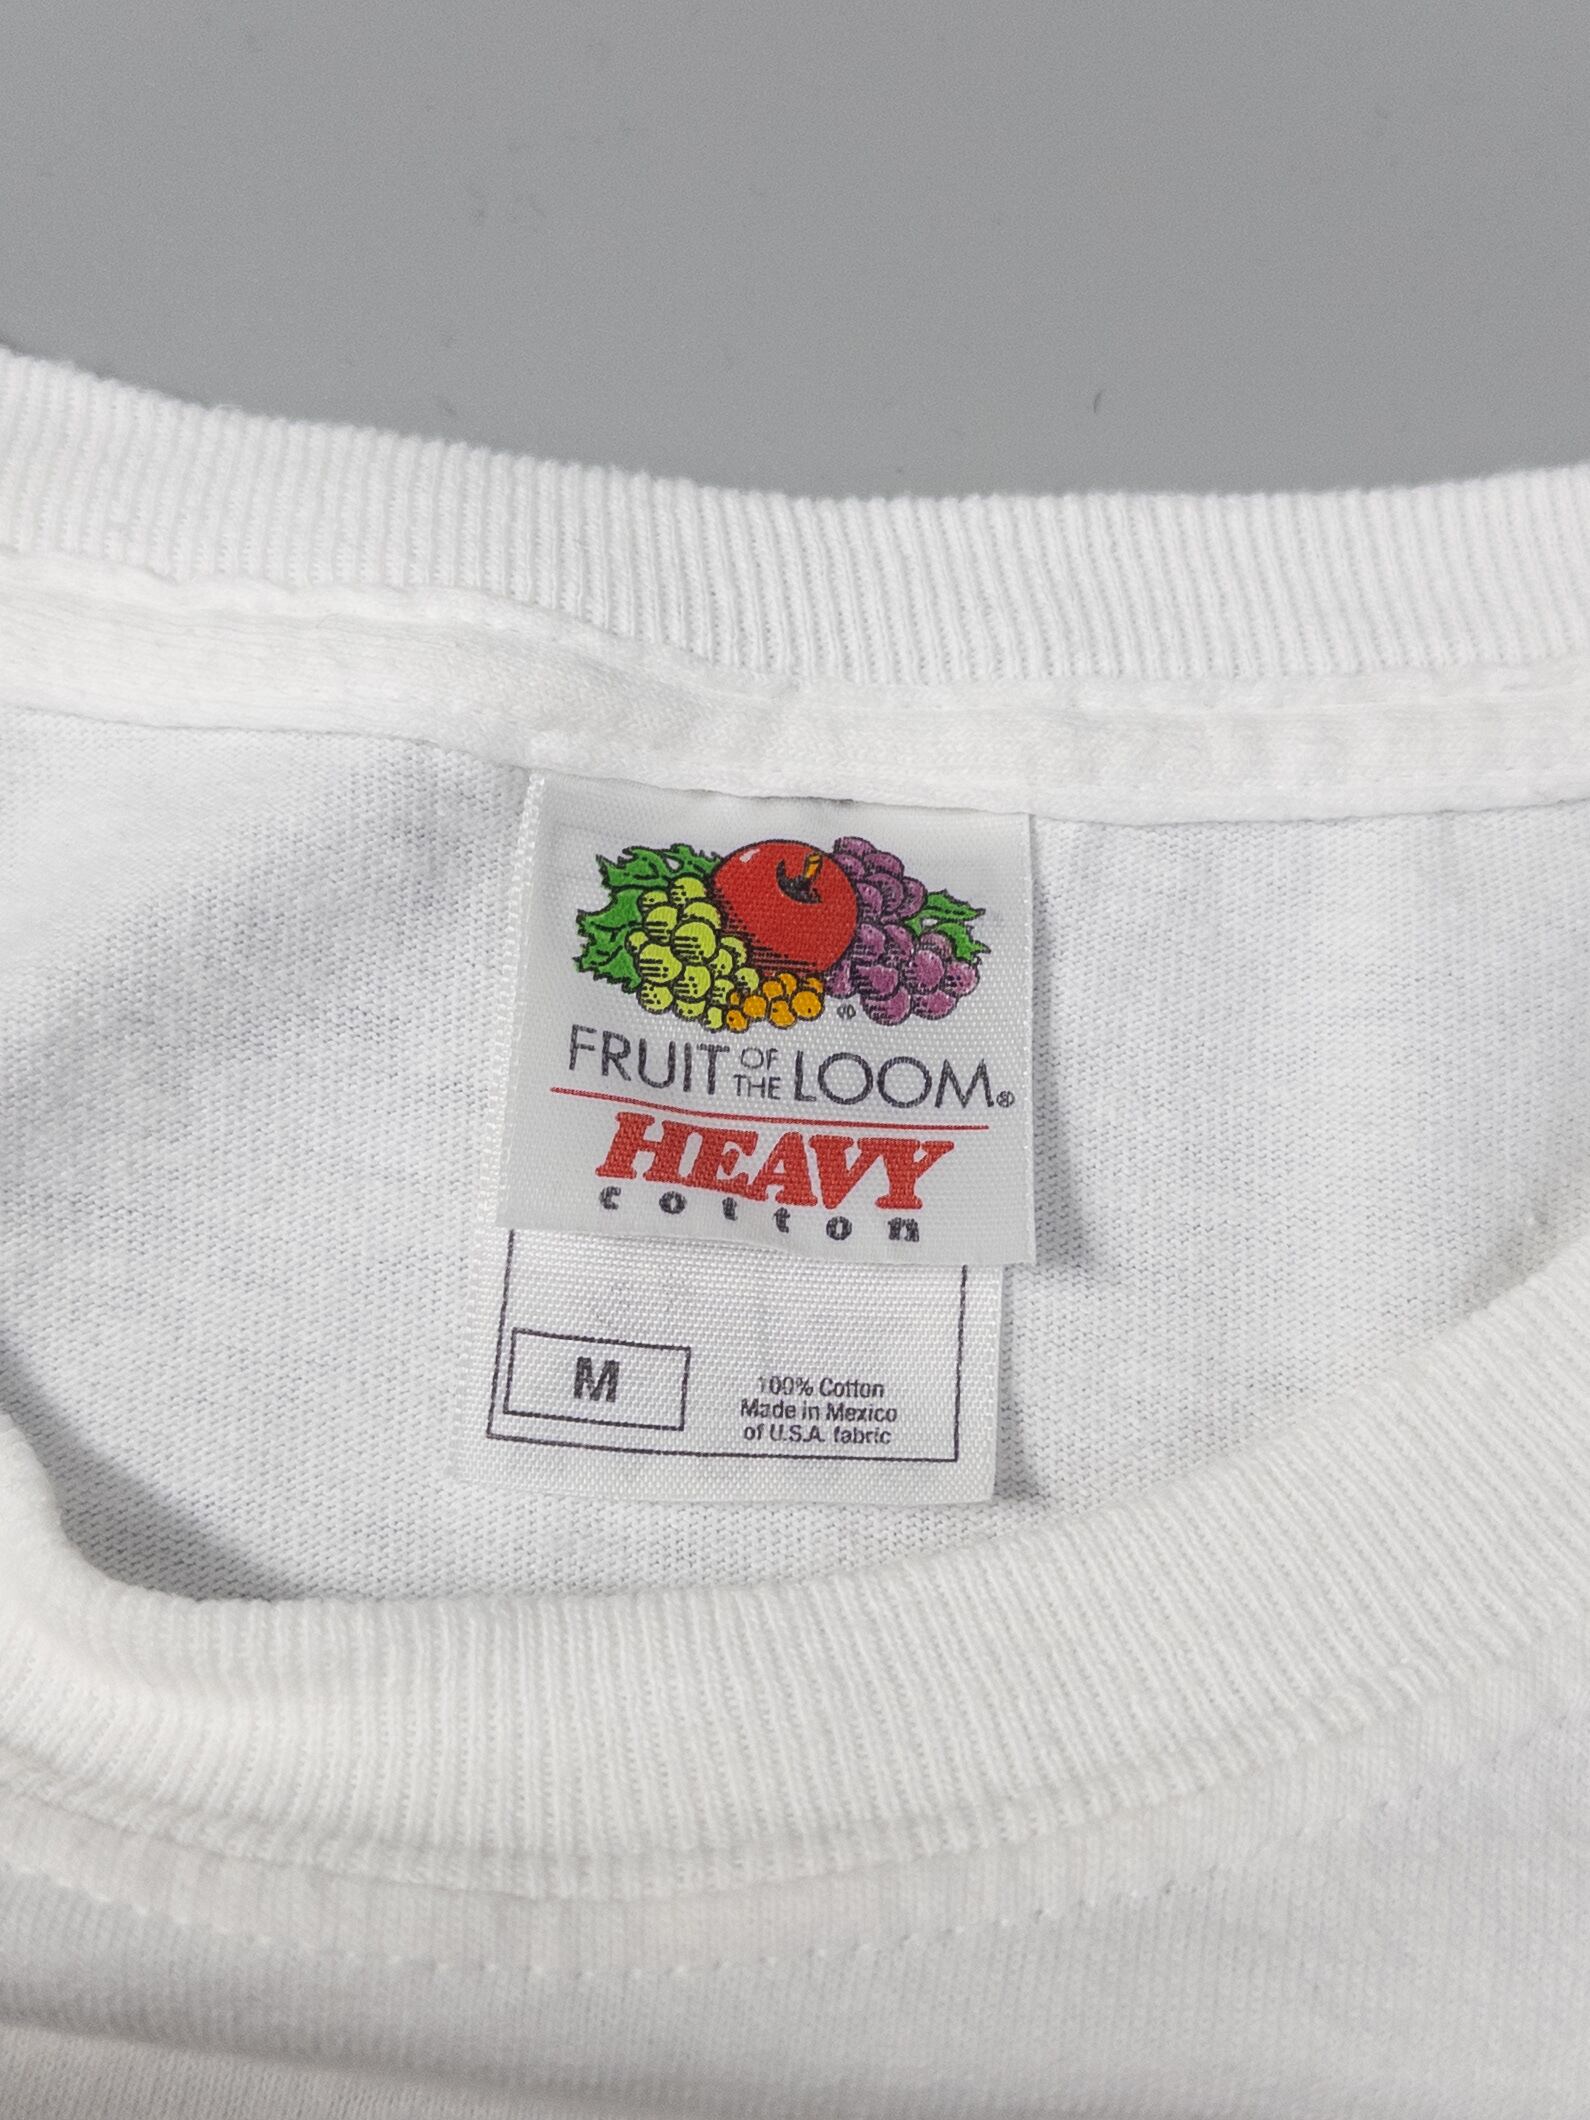 FRUIT OF THE LOOM®
HEAVY
cotton
M
100% Cotton
Made in Mexico
of U.S.A. fabric